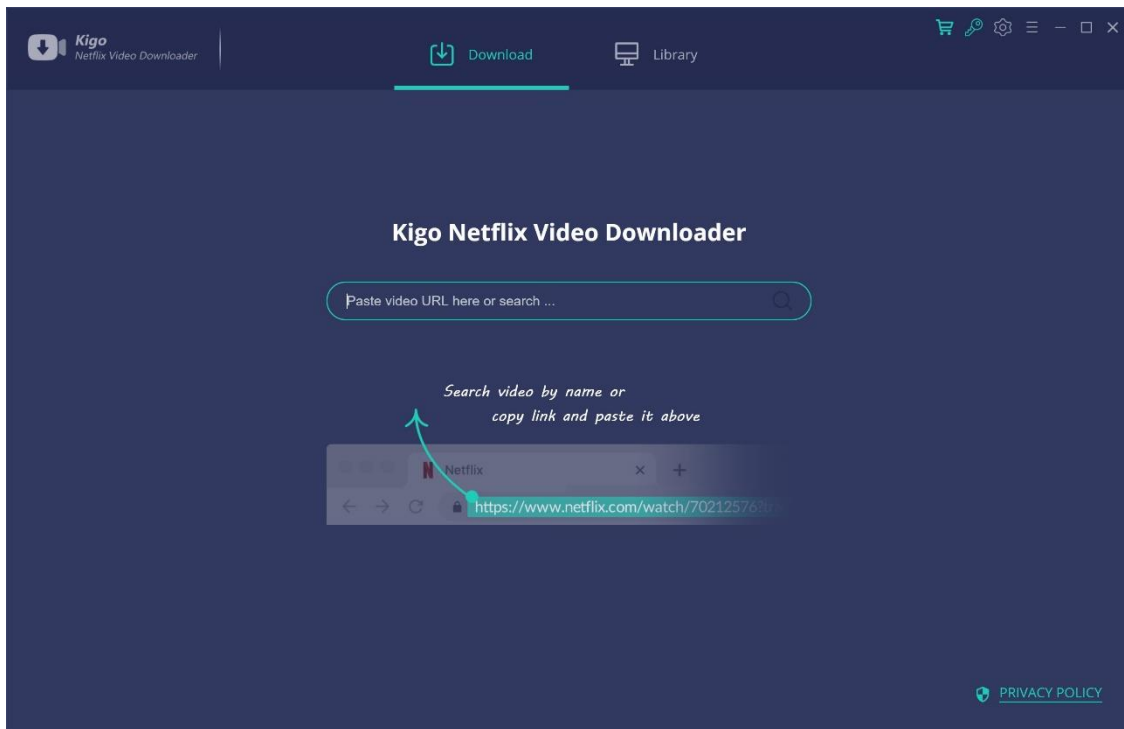 Kigo
Netflix Video Downloader
Download
Library
Kigo Netflix Video Downloader
Paste video URL here or search ...
Search video by name or
copy link and paste it above
N Netflix
https://www.netflix.com/watch/70212576?
PRIVACY POLICY